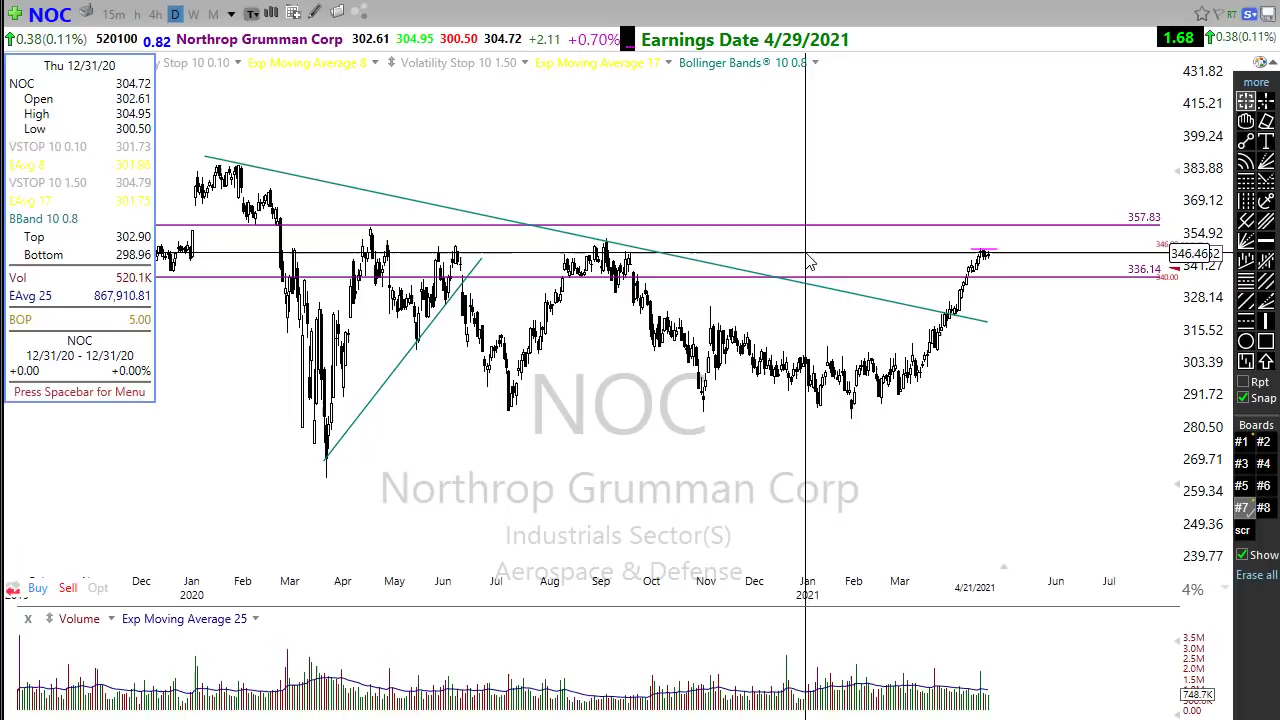 NOC 15m h 4h D W M T RT S
0.38(0.11%) 520100 0.82 Northrop Grumman Corp 302.61 304.95 300.50 304.72 +2.11 +0.70% Earnings Date 4/29/2021 1.68 0.38(0.11%)
y Stop 10 0.10 Exp Moving Average 8 Volatility Stop 10 1.50 Exp Moving Average 17 Bollinger Bands® 10 0.8
Thu 12/31/20
NOC 304.72
Open 302.61
High 304.95
Low 300.50
VSTOP 10 0.10 301.73
EAvg 8 301.86
VSTOP 10 1.50 304.79
EAvg 17 301.73
BBand 10 0.8
Top 302.90
Bottom 298.96
Vol 520.1K
EAvg 25 867,910.81
BOP 5.00
NOC
12/31/20 - 12/31/20
+0.00 +0.00%
Press Spacebar for Menu
431.82
415.21
399.24
383.88
369.12
357.83
354.92
346.46
341.27
336.14
340.00
328.14
315.52
303.39
291.72
280.50
269.71
259.34
249.36
239.77
NOC
Northrop Grumman Corp
Industrials Sector(S)
Aerospace & Defense
Dec Jan Feb Mar Apr May Jun Jul Aug Sep Oct Nov Dec Jan Feb Mar 4/21/2021 Jun Jul
2020 2021
Buy Sell Opt
4%
x Volume Exp Moving Average 25
3.5M
3.0M
2.5M
2.0M
1.5M
748.7K
0.00
more
T
Rpt
Snap
Boards
#1 #2
#3 #4
#5 #6
#7 #8
scr
Show
Erase all